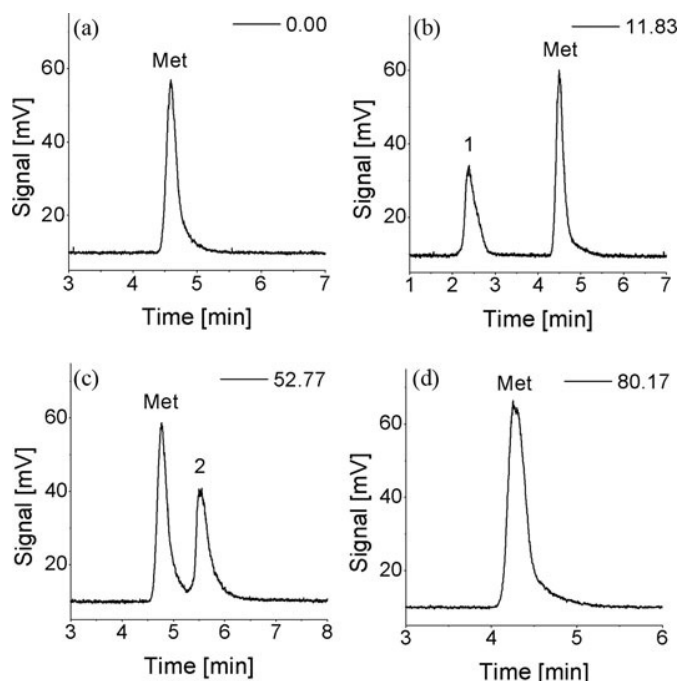 (a)
0.00
Met
60
40
20
Signal [mV]
3 4 5 6 7
Time [min]
(b)
11.83
Met
1
60
40
20
Signal [mV]
1 2 3 4 5 6 7
Time [min]
(c)
52.77
Met
2
60
40
20
Signal [mV]
3 4 5 6 7 8
Time [min]
(d)
80.17
Met
60
40
20
Signal [mV]
3 4 5 6
Time [min]